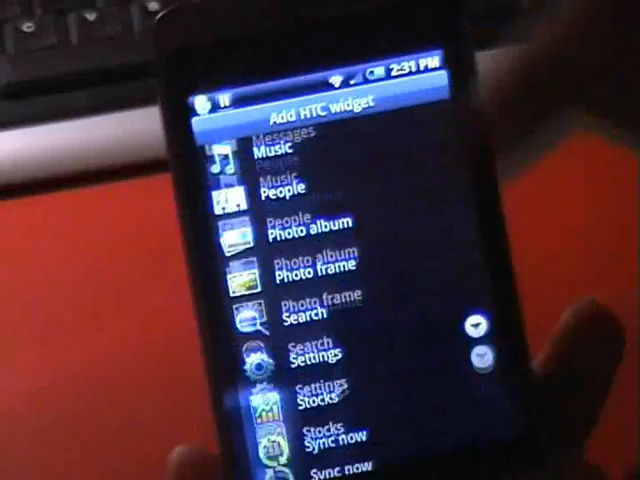 2:31 PM
Add HTC widget
Messages
Music
People
Music
People
People
Photo album
Photo album
Photo frame
Photo frame
Search
Search
Settings
Settings
Stocks
Stocks
Sync now
Sync now